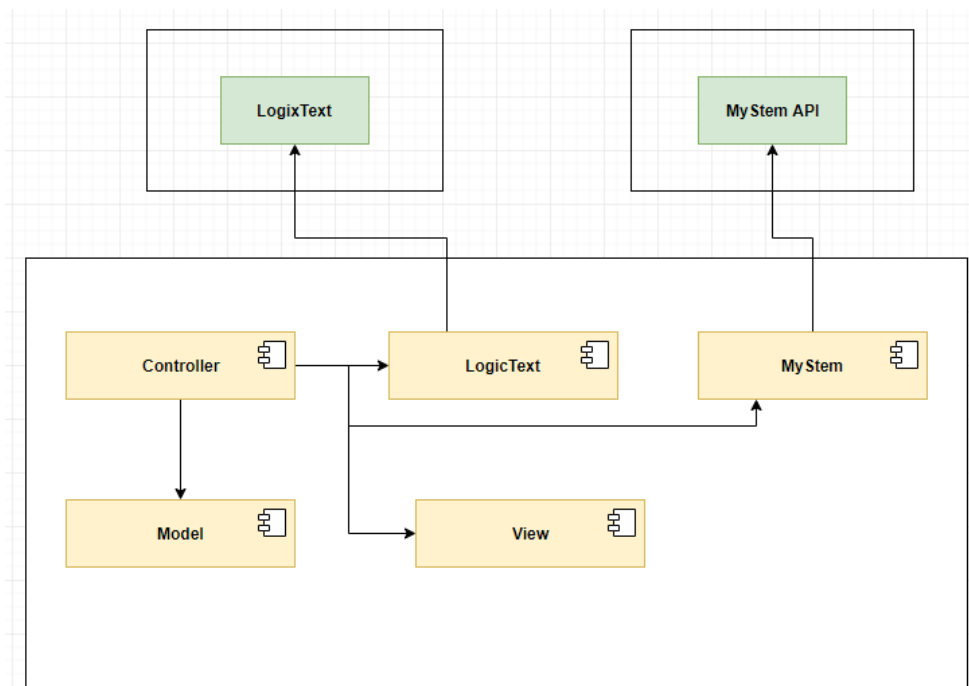 LogixText
MyStem API
Controller
LogicText
MyStem
Model
View